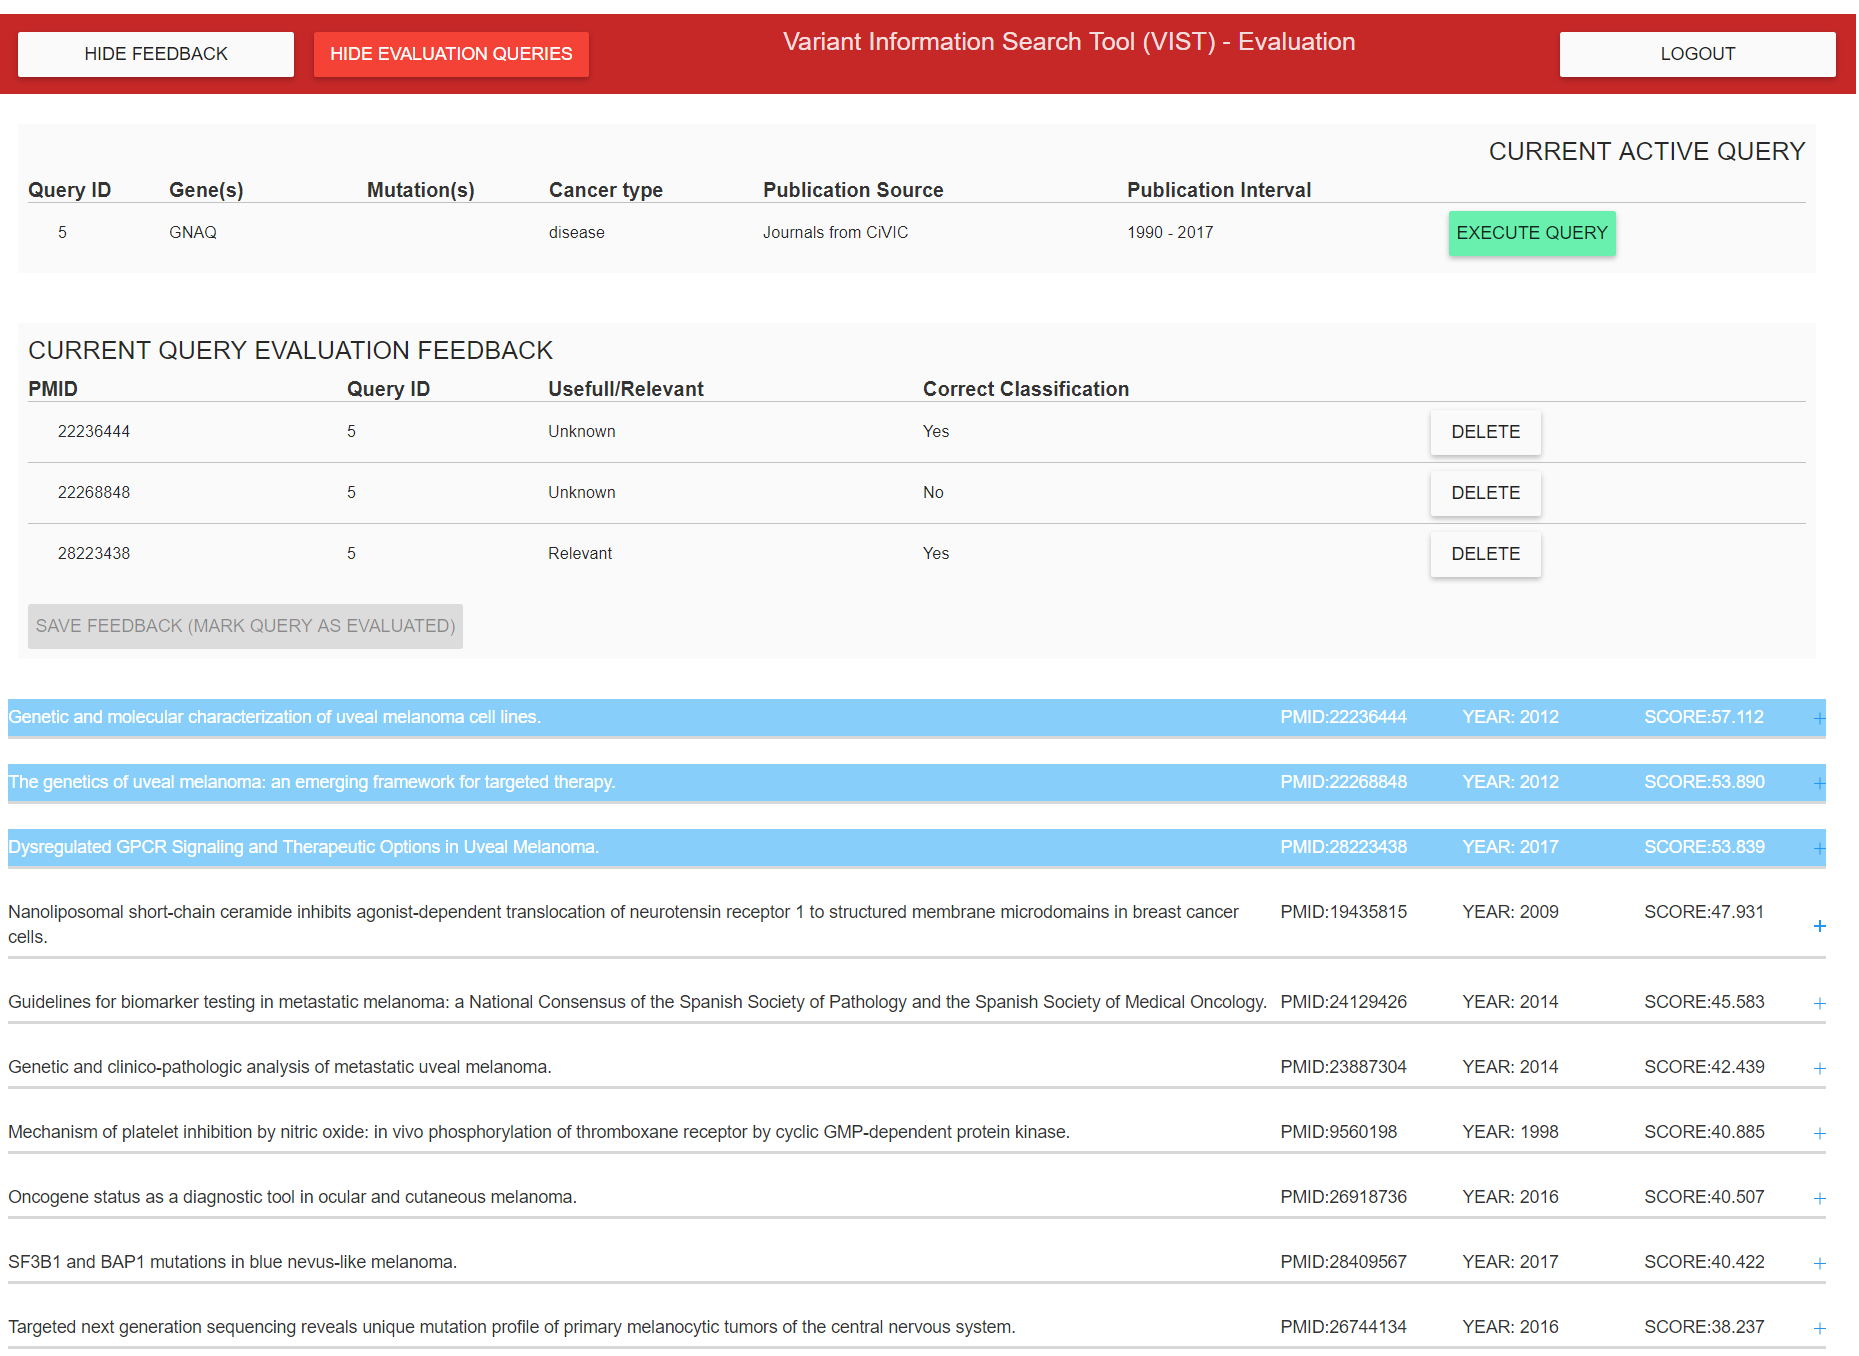 HIDE FEEDBACK
HIDE EVALUATION QUERIES
Variant Information Search Tool (VIST) - Evaluation
LOGOUT
CURRENT ACTIVE QUERY
Query ID Gene(s) Mutation(s) Cancer type Publication Source Publication Interval
5 GNAQ disease Journals from CiVIC 1990 - 2017 EXECUTE QUERY
CURRENT QUERY EVALUATION FEEDBACK
PMID Query ID Usefull/Relevant Correct Classification
22236444 5 Unknown Yes DELETE
22268848 5 Unknown No DELETE
28223438 5 Relevant Yes DELETE
SAVE FEEDBACK (MARK QUERY AS EVALUATED)
Genetic and molecular characterization of uveal melanoma cell lines. PMID:22236444 YEAR: 2012 SCORE:57.112 +
The genetics of uveal melanoma: an emerging framework for targeted therapy. PMID:22268848 YEAR: 2012 SCORE:53.890 +
Dysregulated GPCR Signaling and Therapeutic Options in Uveal Melanoma. PMID:28223438 YEAR: 2017 SCORE:53.839 +
Nanoliposomal short-chain ceramide inhibits agonist-dependent translocation of neurotensin receptor 1 to structured membrane microdomains in breast cancer PMID:19435815 YEAR: 2009 SCORE:47.931
cells. +
Guidelines for biomarker testing in metastatic melanoma: a National Consensus of the Spanish Society of Pathology and the Spanish Society of Medical Oncology. PMID:24129426 YEAR: 2014 SCORE:45.583 +
Genetic and clinico-pathologic analysis of metastatic uveal melanoma. PMID:23887304 YEAR: 2014 SCORE:42.439 +
Mechanism of platelet inhibition by nitric oxide: in vivo phosphorylation of thromboxane receptor by cyclic GMP-dependent protein kinase. PMID:9560198 YEAR: 1998 SCORE:40.885 +
Oncogene status as a diagnostic tool in ocular and cutaneous melanoma. PMID:26918736 YEAR: 2016 SCORE:40.507 +
SF3B1 and BAP1 mutations in blue nevus-like melanoma. PMID:28409567 YEAR: 2017 SCORE:40.422 +
Targeted next generation sequencing reveals unique mutation profile of primary melanocytic tumors of the central nervous system. PMID:26744134 YEAR: 2016 SCORE:38.237 +